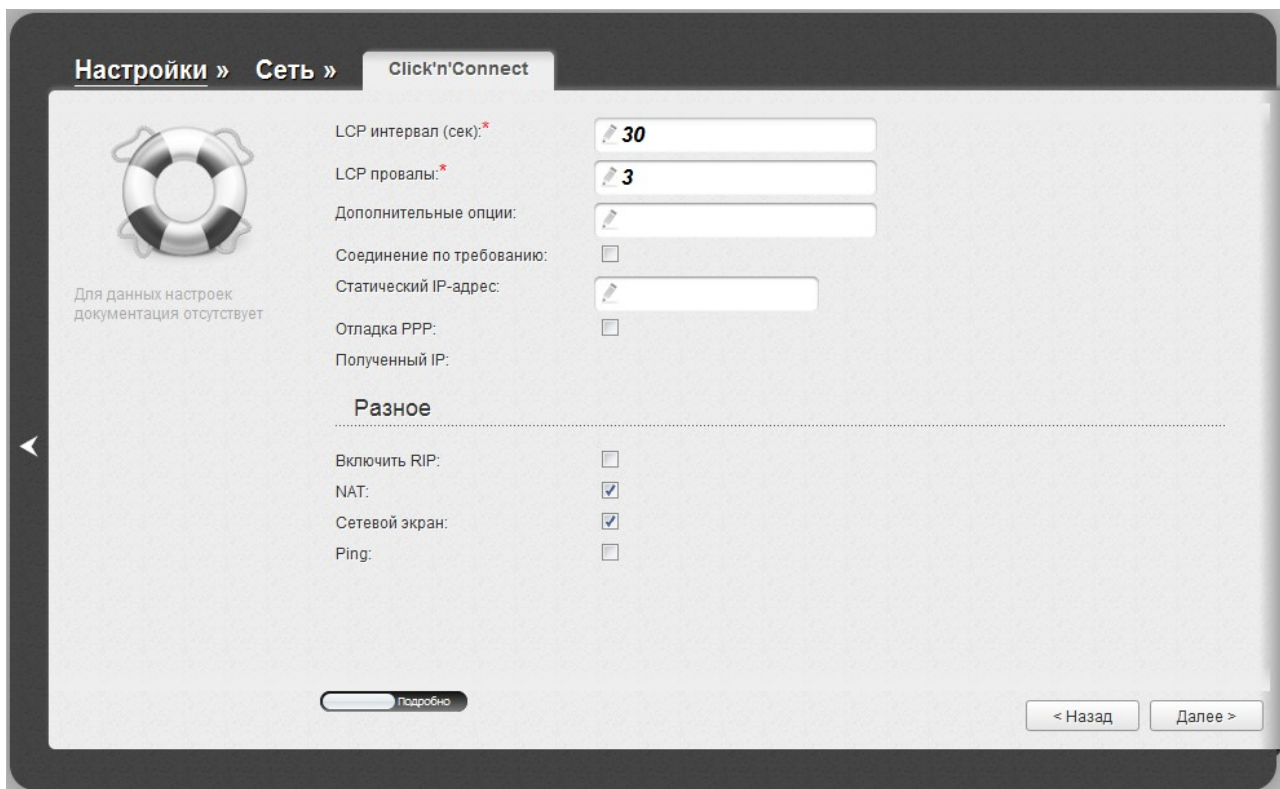 Настройки » Сеть » Click'n'Connect
LCP интервал (сек):* 30
LCP провалы:* 3
Дополнительные опции:
Соединение по требованию:
Статический IP-адрес:
Для данных настроек
документация отсутствует
Отладка PPP:
Полученный IP:
Разное
Включить RIP:
NAT:
Сетевой экран:
Ping:
Подробно
< Назад Далее >